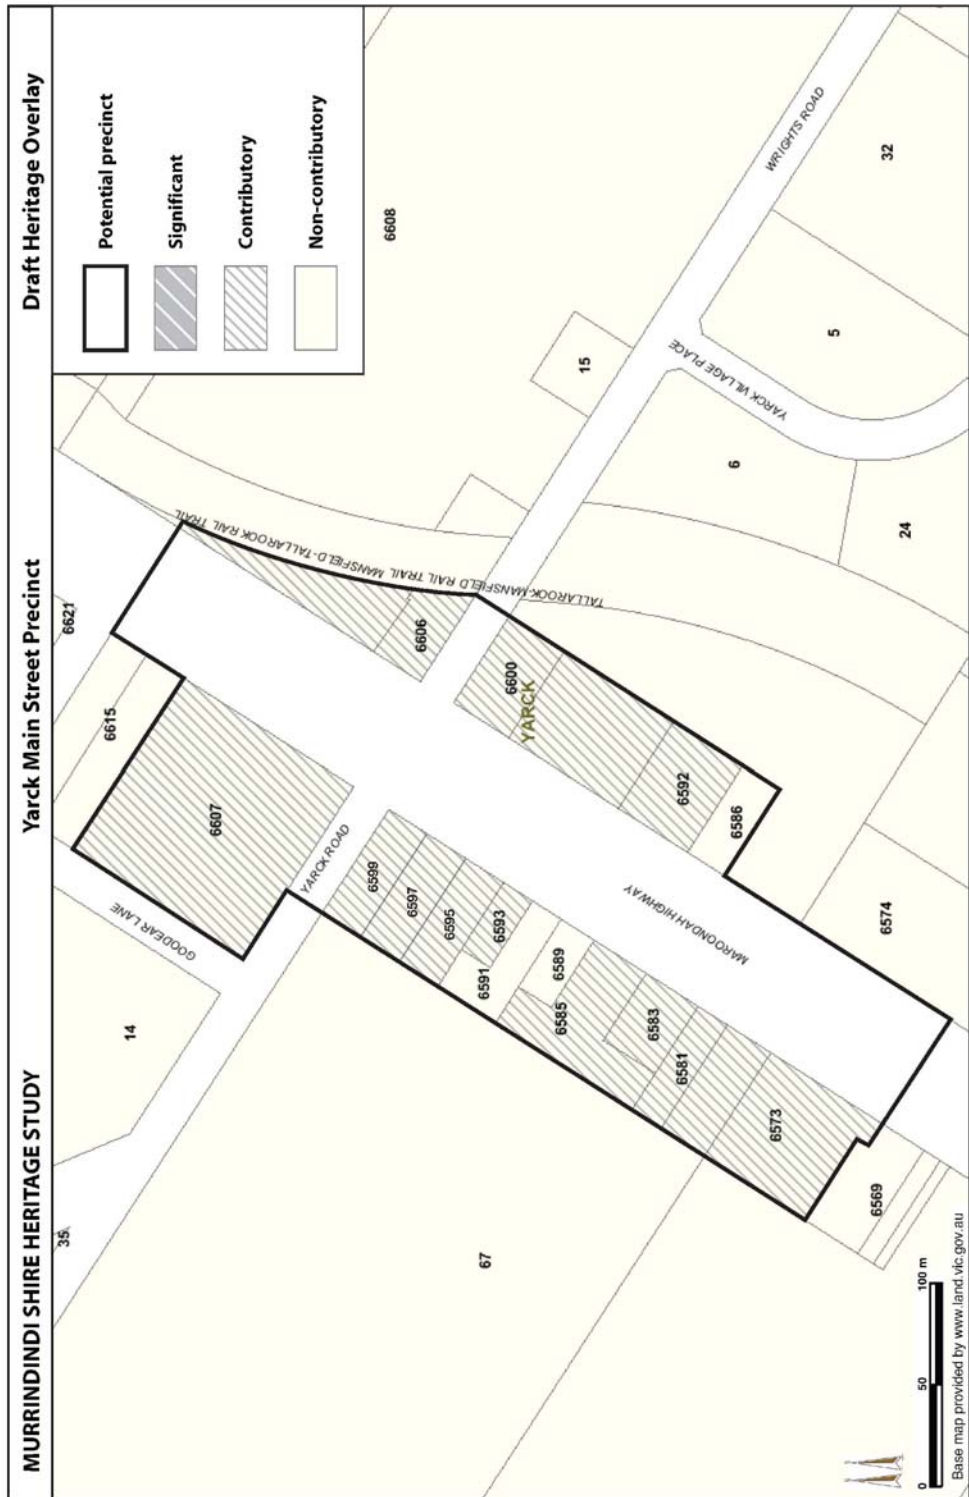 MURRINDINDI SHIRE HERITAGE STUDY
Yarck Main Street Precinct
Draft Heritage Overlay
Potential precinct
Significant
Contributory
Non-contributory
6608
WRIGHTS ROAD
32
5
15
YARCK VILLAGE PLACE
6
24
6621
6615
6607
GOODEAR LANE
YARCK ROAD
14
35
67
TALLAROOK-MANSFIELD RAIL TRAIL MANSFIELD-TALLAROOK RAIL TRAIL
6606
6600
YARCK
6592
6586
6574
MAROONDAH HIGHWAY
6599
6597
6595
6593
6591
6589
6585
6583
6581
6573
6569
0 50 100 m
Base map provided by www.land.vic.gov.au